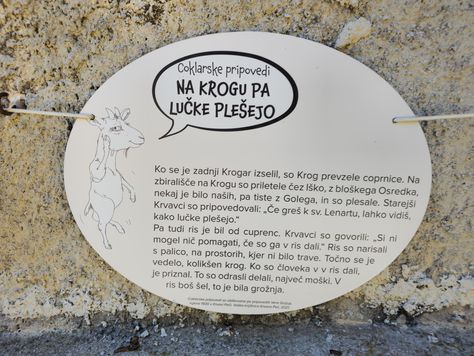 Coklarske pripovedi
NA KROGU PA
LUČKE PLEŠEJO
Ko se je zadnji Krogar izselil, so Krog prevzele coprnice. Na
zbirališče na Krogu so priletele čez Iško, z bloškega Osredka,
nekaj je bilo naših, pa tiste z Golega, in so plesale. Starejši
Krvavci so pripovedovali: „Če greš k sv. Lenartu, lahko vidiš,
kako lučke plešejo.“
Pa tudi ris je bil od cuprenc. Krvavci so govorili: „Si ni
mogel nič pomagati, če so ga v ris dali.“ Ris so narisali
s palico, na prostorih, kjer ni bilo trave. Točno se je
vedelo, kolikšen krog. Ko so človeka v v ris dali,
je priznal. To so odrasli delali, največ moški. V
ris boš šel, to je bila grožnja.